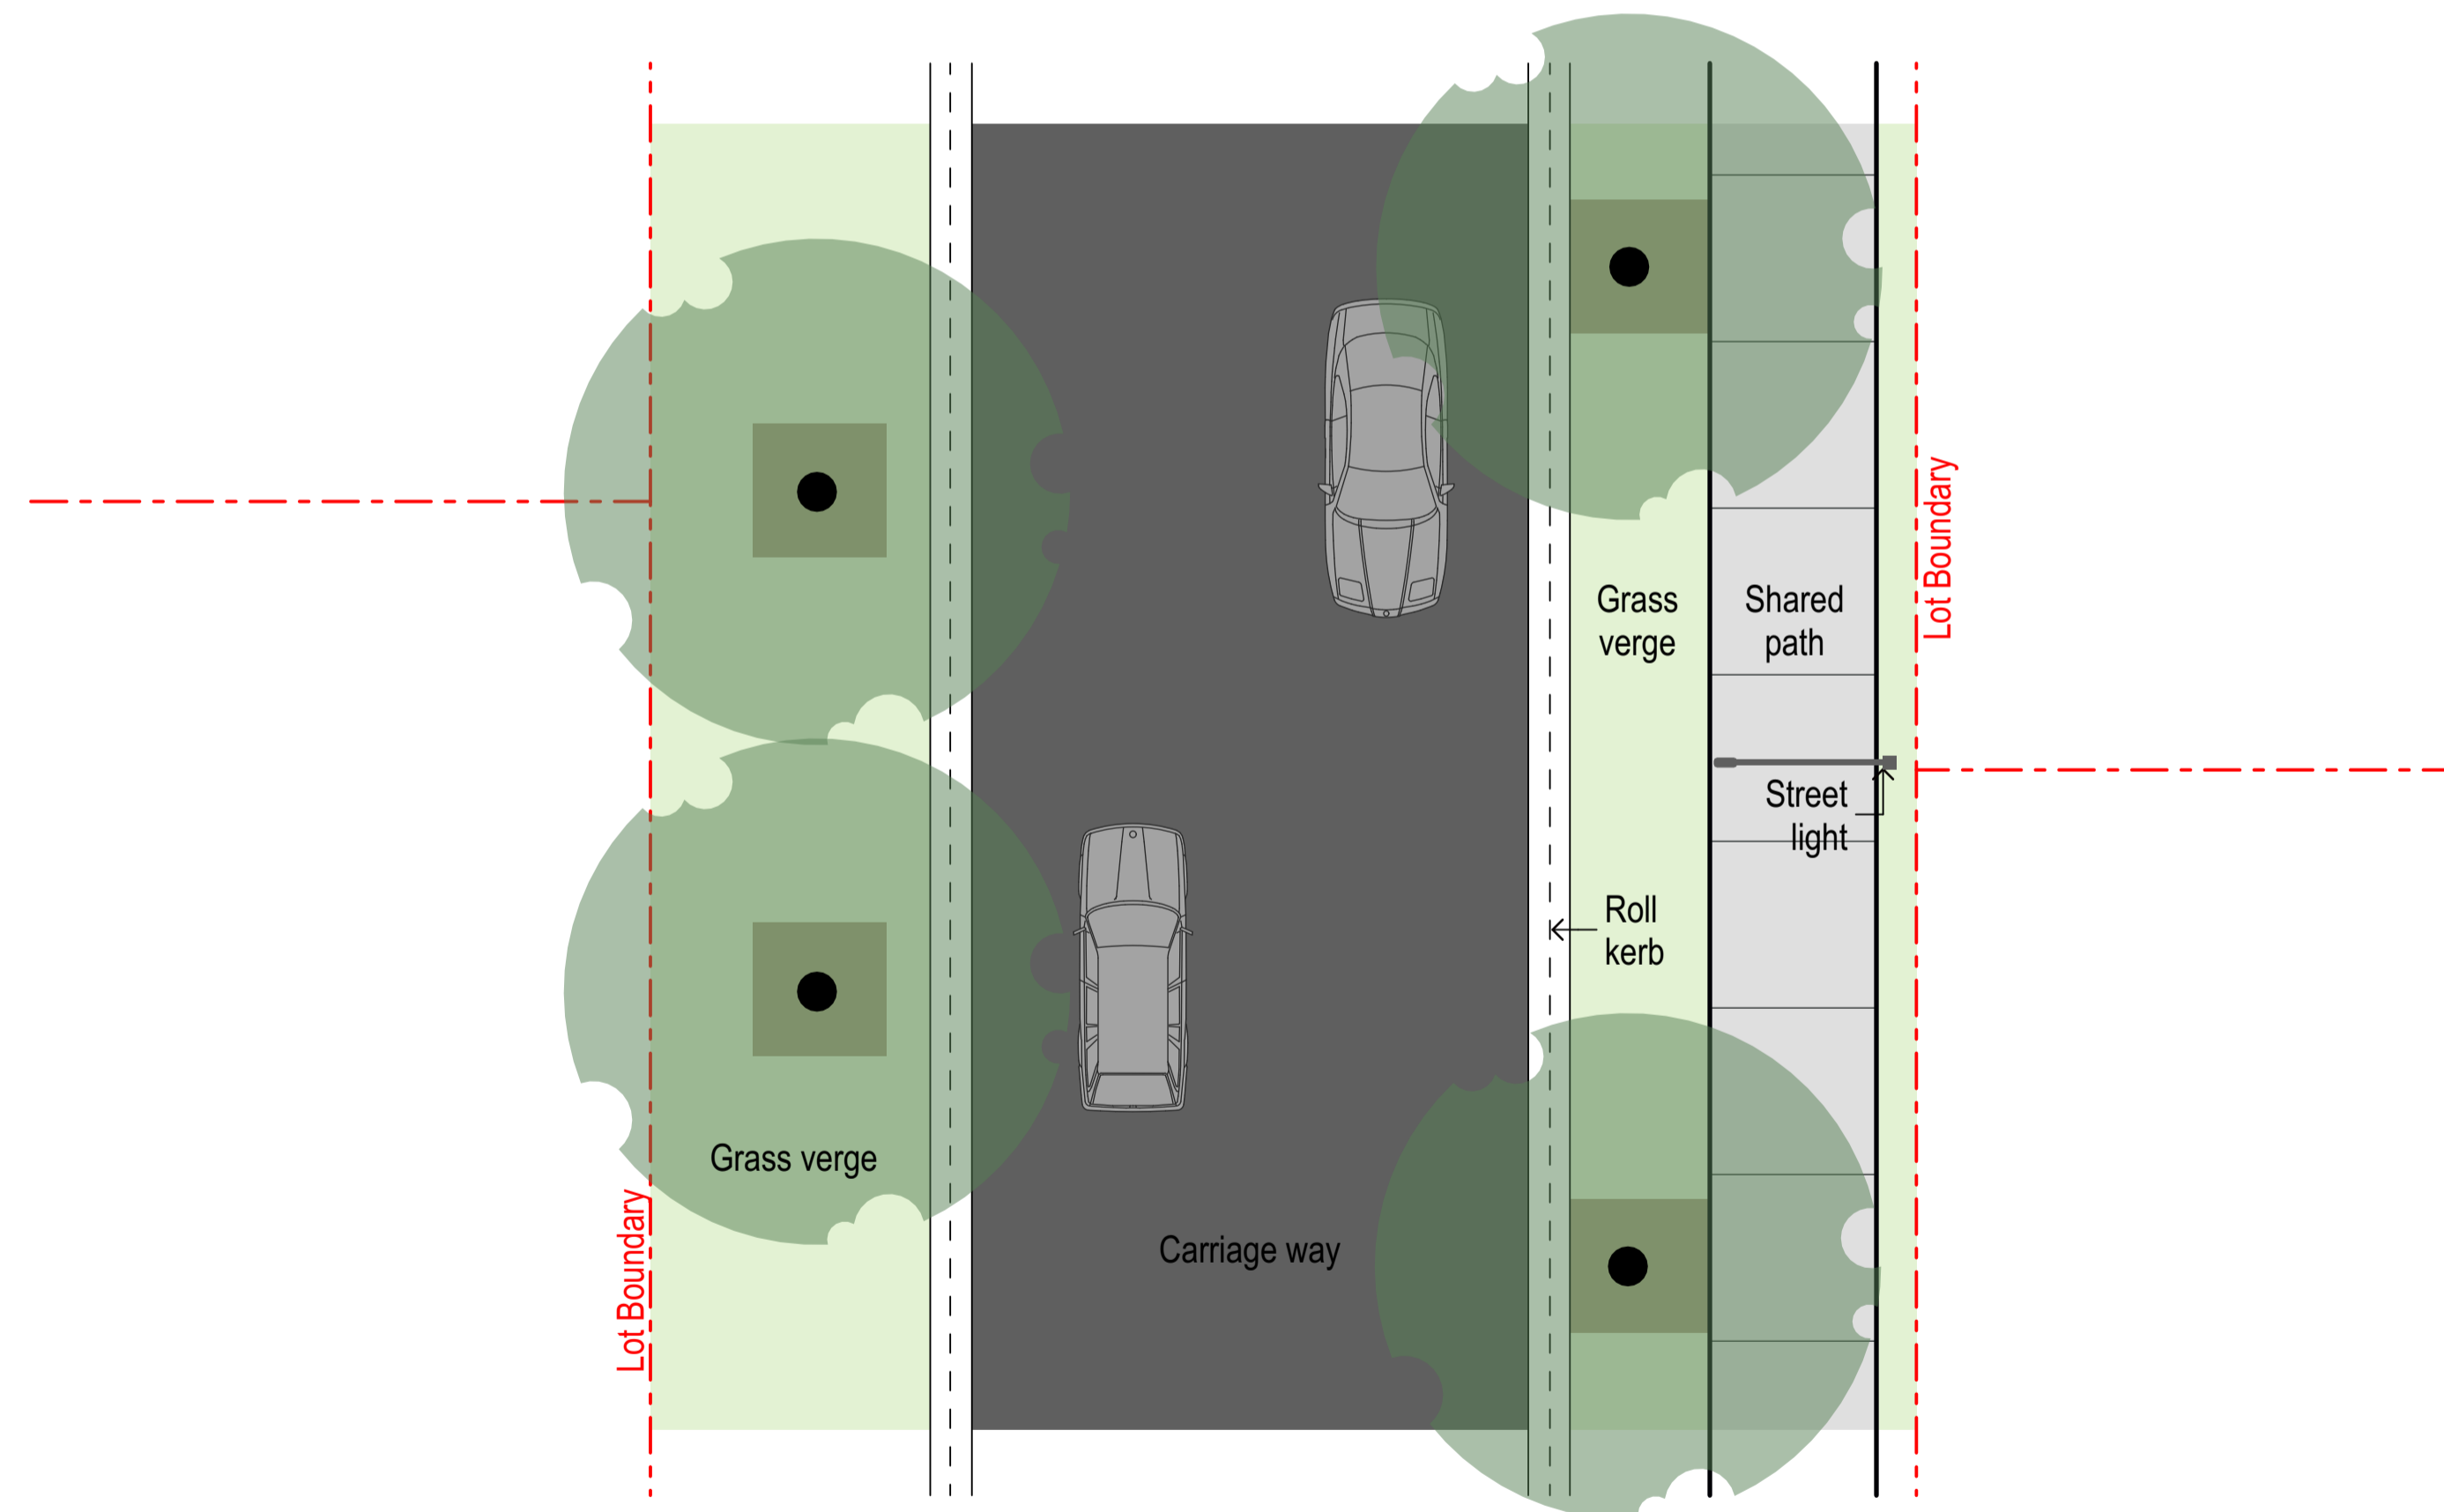 Grass
verge
Shared
path
Lot Boundary
Street
light
Roll
kerb
Grass verge
Carriage way
Lot Boundary